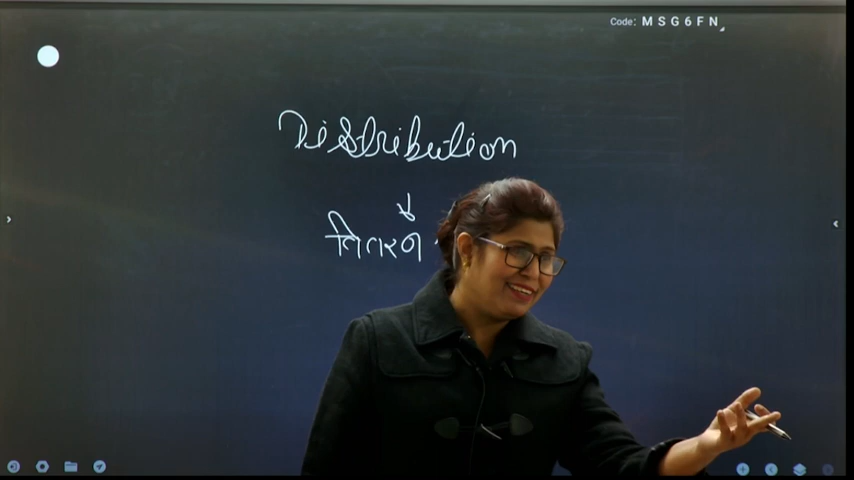 Code: MSG6FN
Distribution
वितरण